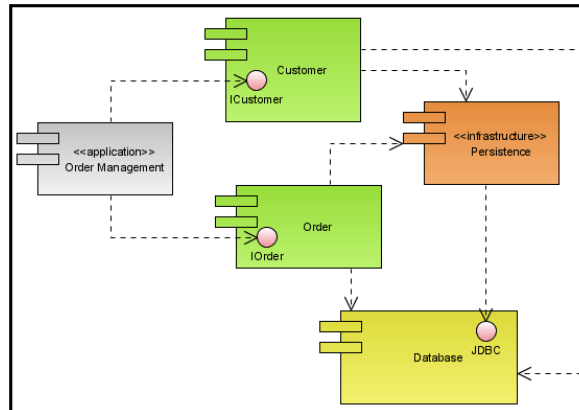 Customer
ICustomer
<<application>>
Order Management
<<infrastructure>>
Persistence
Order
IOrder
Database
JDBC